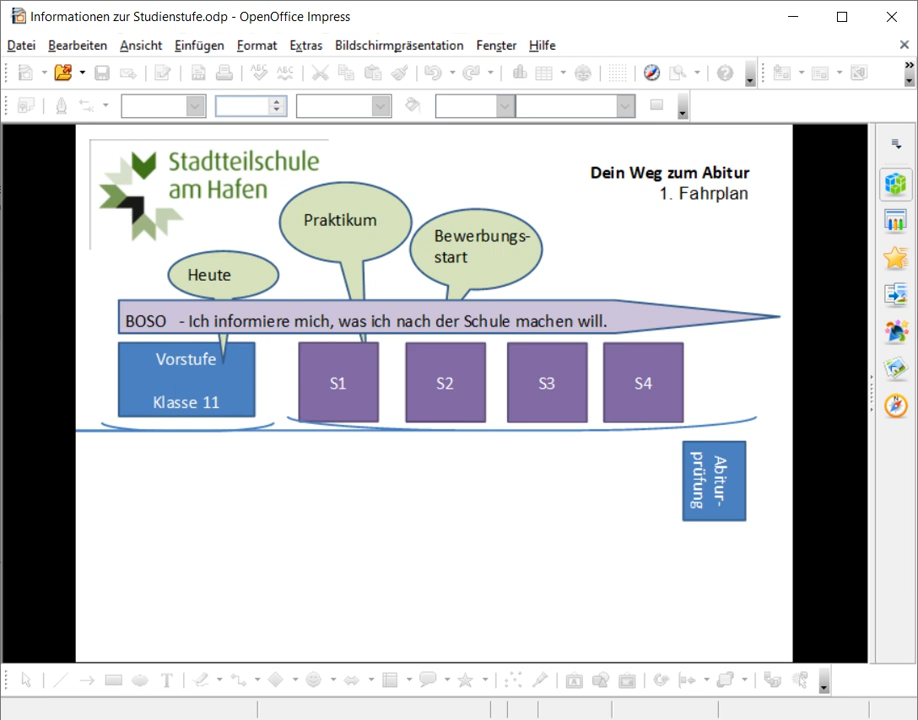 Informationen zur Studienstufe.odp - OpenOffice Impress
Datei Bearbeiten Ansicht Einfügen Format Extras Bildschirmpräsentation Fenster Hilfe
Stadtteilschule
am Hafen
Dein Weg zum Abitur
1. Fahrplan
Praktikum
Bewerbungs-
start
Heute
BOSO - Ich informiere mich, was ich nach der Schule machen will.
Vorstufe
Klasse 11
S1
S2
S3
S4
Abitur-
prüfung